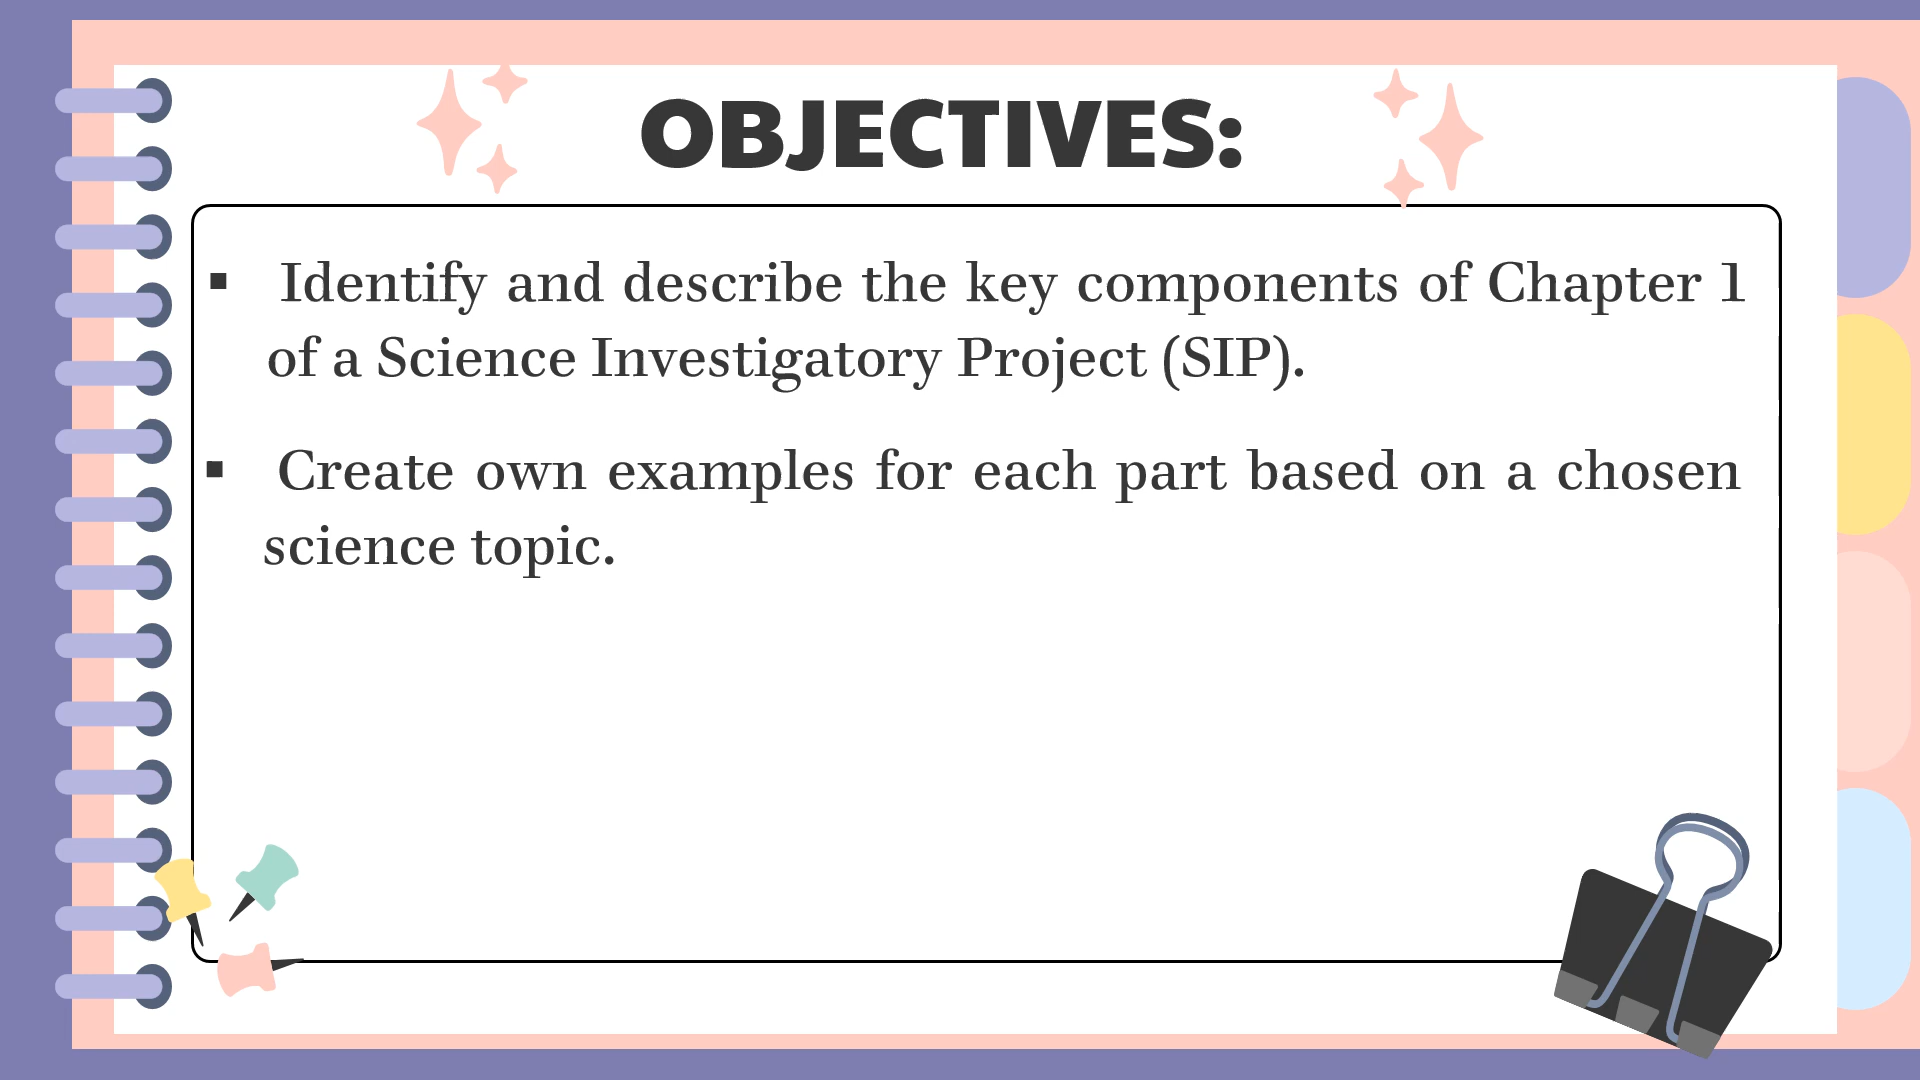 OBJECTIVES:
▪ Identify and describe the key components of Chapter 1
of a Science Investigatory Project (SIP).
▪ Create own examples for each part based on a chosen
science topic.